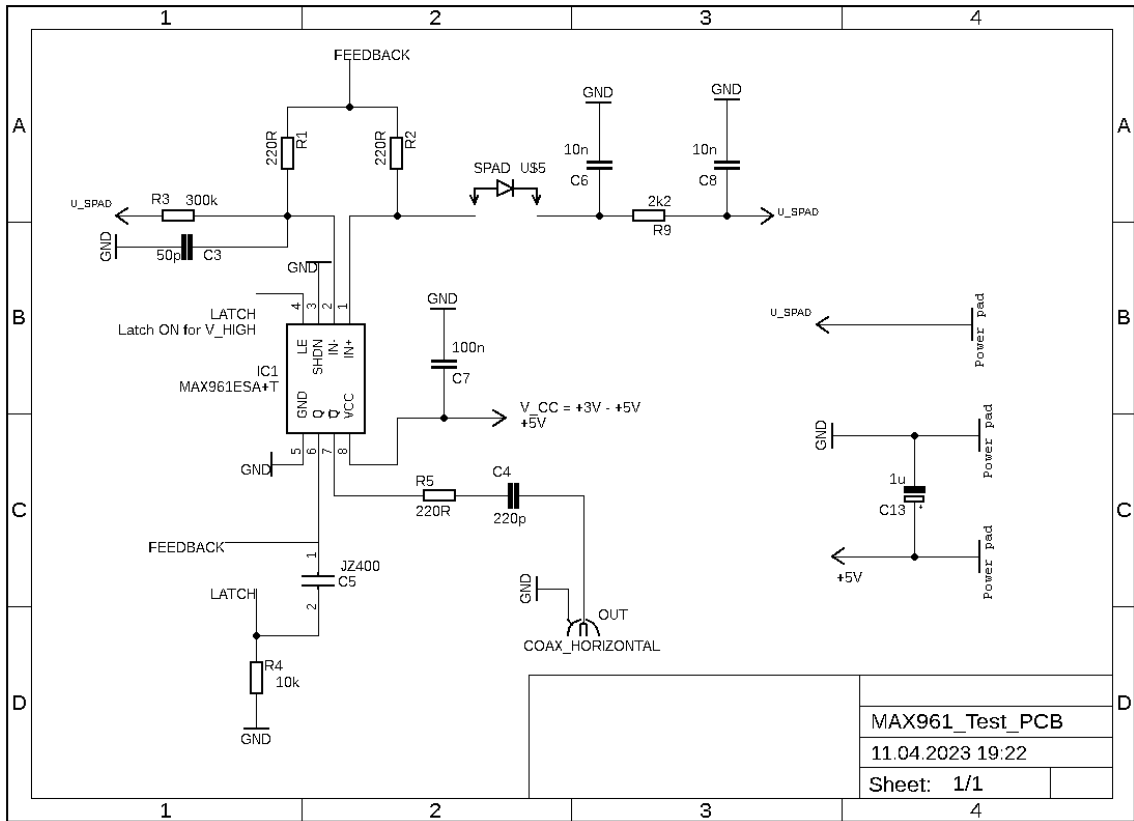 1
2
3
4
A
B
C
D
A
B
C
D
1
2
3
4
FEEDBACK
220R
R1
220R
R2
GND
GND
10n
C6
10n
C8
SPAD
U$5
2k2
R9
U_SPAD
R3
300k
U_SPAD
GND
50p
C3
GND
LATCH
Latch ON for V_HIGH
4
3
2
1
LE
SHDN
IN-
IN+
IC1
MAX961ESA+T
GND
Q
Q
VCC
5
6
7
8
GND
GND
100n
C7
V_CC = +3V - +5V
+5V
R5
220R
C4
220p
FEEDBACK
1
JZ400
C5
2
LATCH
R4
10k
GND
GND
OUT
COAX_HORIZONTAL
U_SPAD
Power pad
GND
Power pad
1u
C13
+
+5V
Power pad
MAX961_Test_PCB
11.04.2023 19:22
Sheet: 1/1